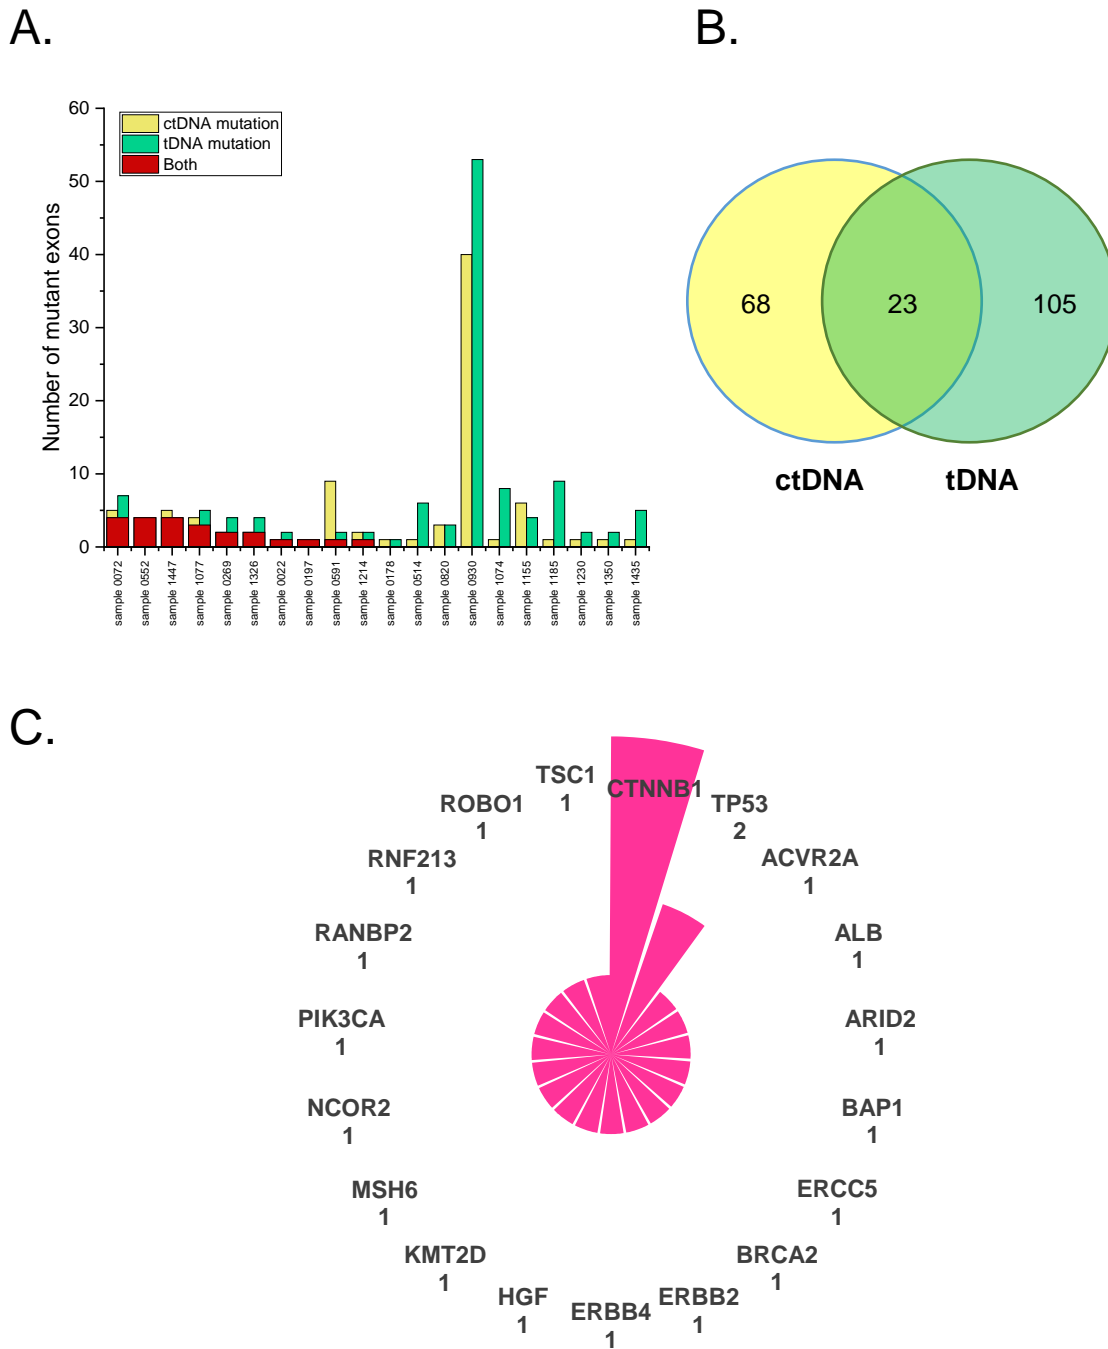 A.
B.
60
50
40
30
20
10
0
Number of mutant exons
ctDNA mutation
tDNA mutation
Both
sample 0072
sample 0552
sample 1447
sample 1077
sample 0269
sample 1326
sample 0022
sample 0197
sample 0591
sample 1214
sample 0178
sample 0514
sample 0820
sample 0930
sample 1074
sample 1155
sample 1185
sample 1230
sample 1350
sample 1435
68
23
105
ctDNA
tDNA
C.
CTNNB1
TP53
2
ACVR2A
1
ALB
1
ARID2
1
BAP1
1
ERCC5
1
BRCA2
1
ERBB2
1
ERBB4
1
HGF
1
KMT2D
1
MSH6
1
NCOR2
1
PIK3CA
1
RANBP2
1
RNF213
1
ROBO1
1
TSC1
1